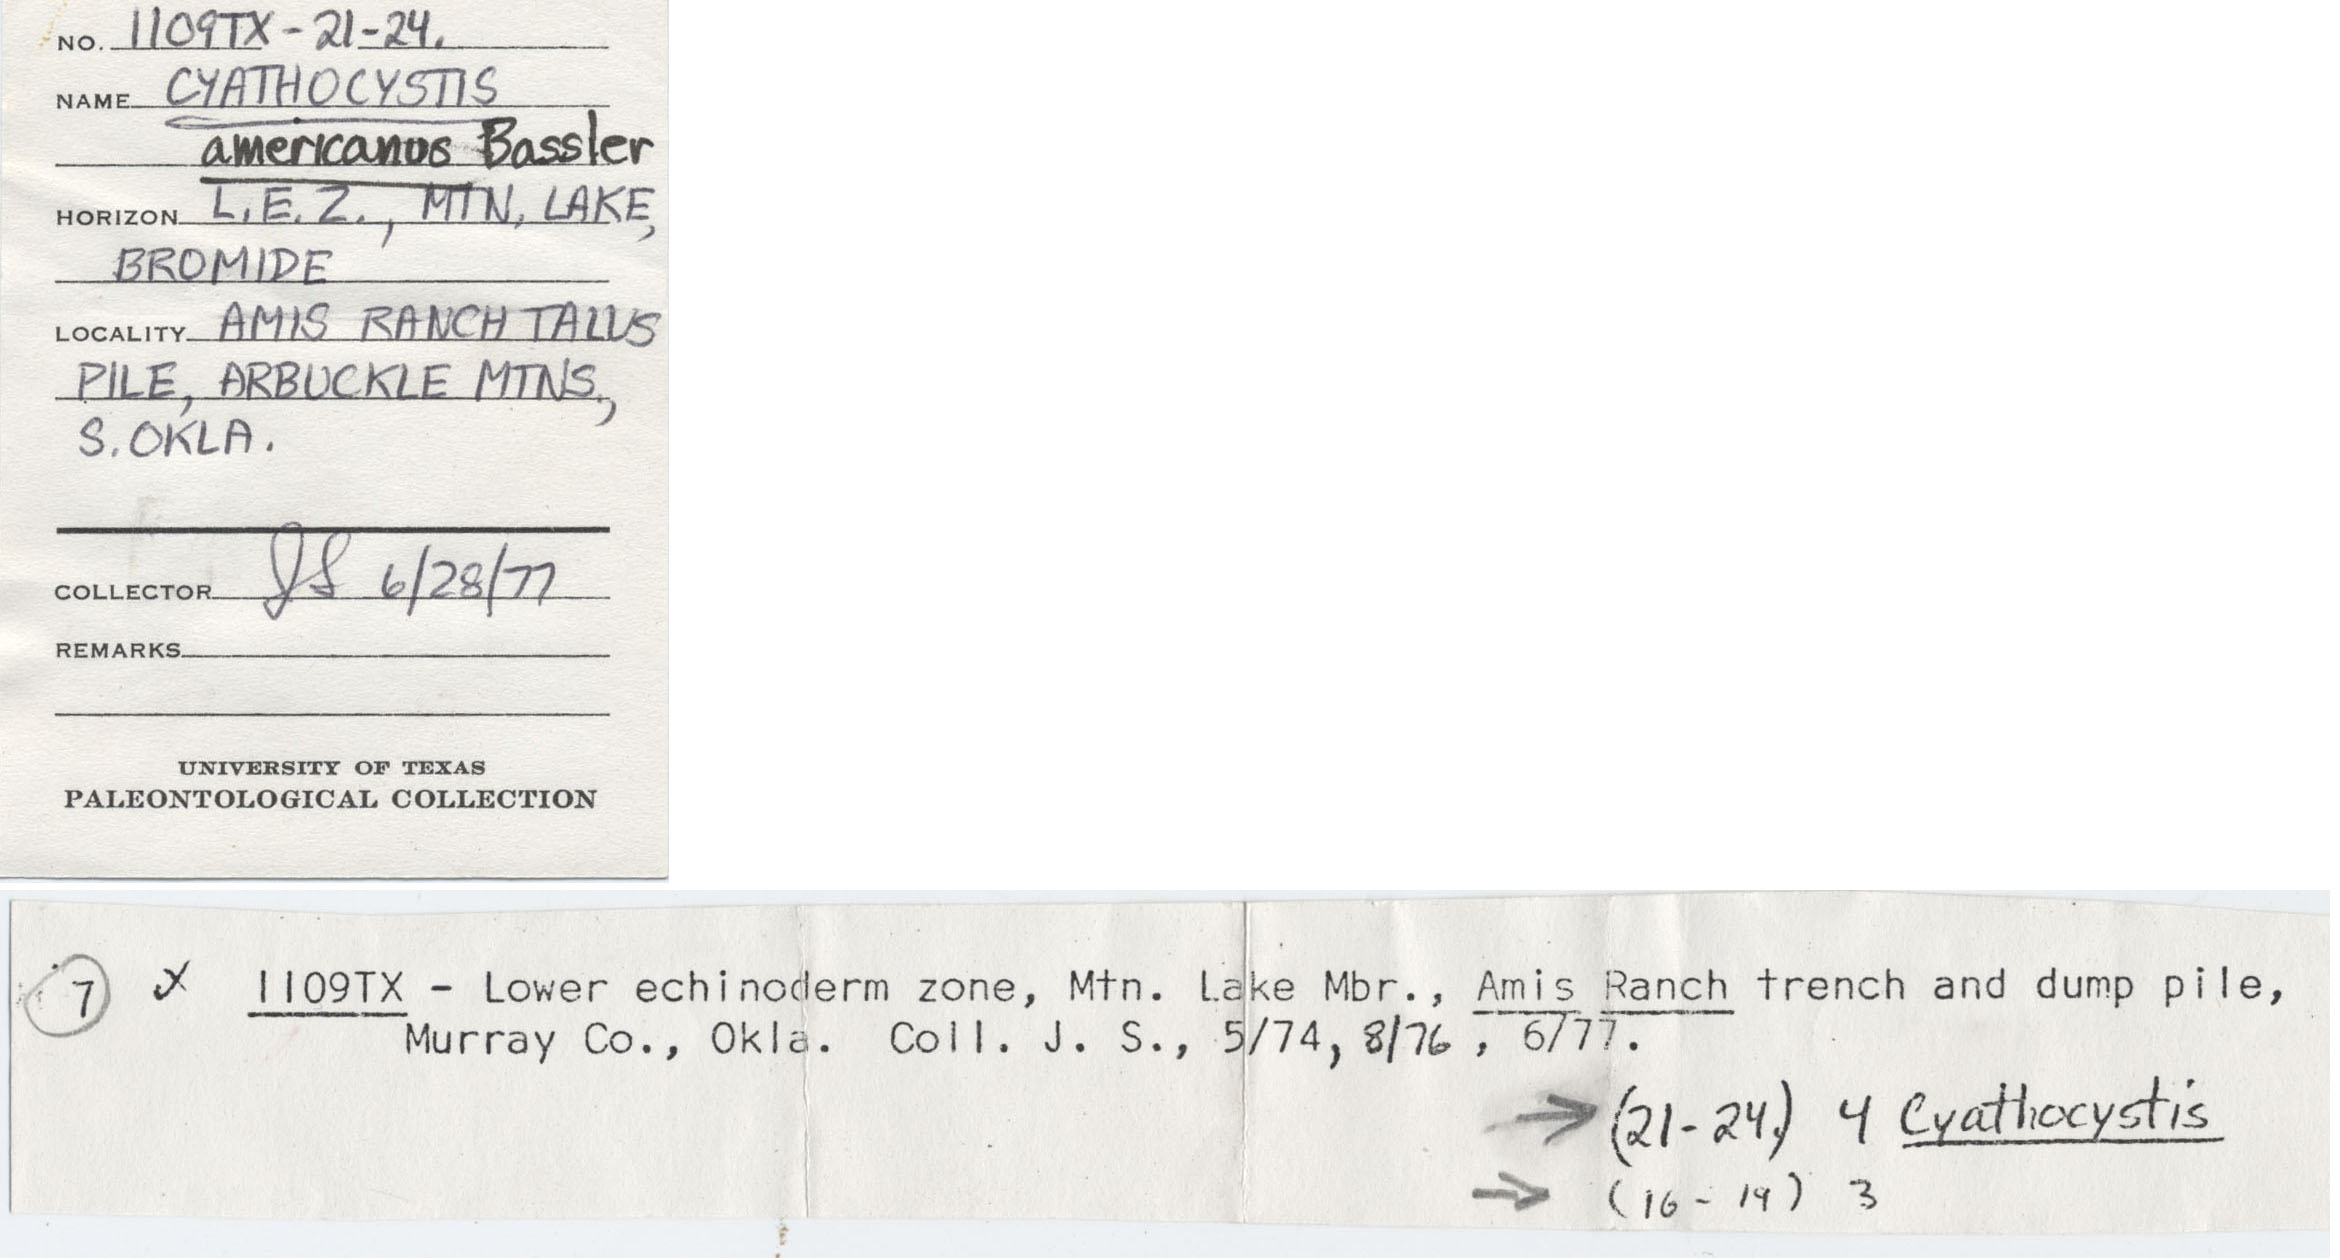 NO. 1109TX-21-24.
NAME CYATHOCYSTIS
americanus Bassler
HORIZON L.E.Z., MTN. LAKE,
BROMIDE
LOCALITY AMIS RANCH TALUS
PILE, ARBUCKLE MTNS.,
S. OKLA.
COLLECTOR JS 6/28/77
REMARKS
UNIVERSITY OF TEXAS
PALEONTOLOGICAL COLLECTION
7 x 1109TX - Lower echinoderm zone, Mtn. Lake Mbr., Amis Ranch trench and dump pile,
Murray Co., Okla. Coll. J. S., 5/74, 8/76, 6/77.
→ (21-24) 4 Cyathocystis
→ (16-19) 3